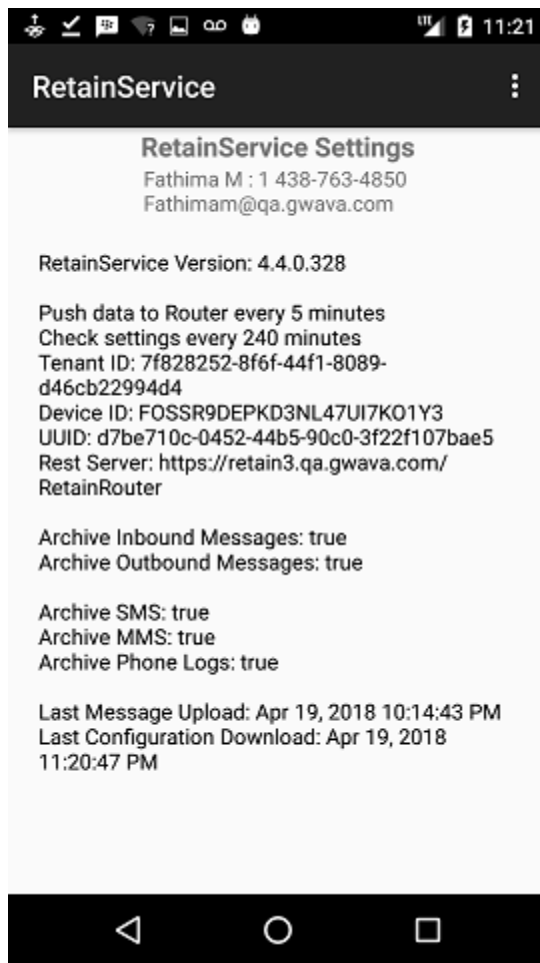 LTE 11:21
RetainService
RetainService Settings
Fathima M : 1 438-763-4850
Fathimam@qa.gwava.com
RetainService Version: 4.4.0.328
Push data to Router every 5 minutes
Check settings every 240 minutes
Tenant ID: 7f828252-8f6f-44f1-8089-
d46cb22994d4
Device ID: FOSSR9DEPKD3NL47UI7KO1Y3
UUID: d7be710c-0452-44b5-90c0-3f22f107bae5
Rest Server: https://retain3.qa.gwava.com/
RetainRouter
Archive Inbound Messages: true
Archive Outbound Messages: true
Archive SMS: true
Archive MMS: true
Archive Phone Logs: true
Last Message Upload: Apr 19, 2018 10:14:43 PM
Last Configuration Download: Apr 19, 2018
11:20:47 PM